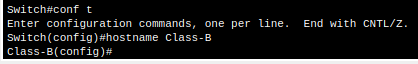 Switch#conf t
Enter configuration commands, one per line.  End with CNTL/Z.
Switch(config)#hostname Class-B
Class-B(config)#